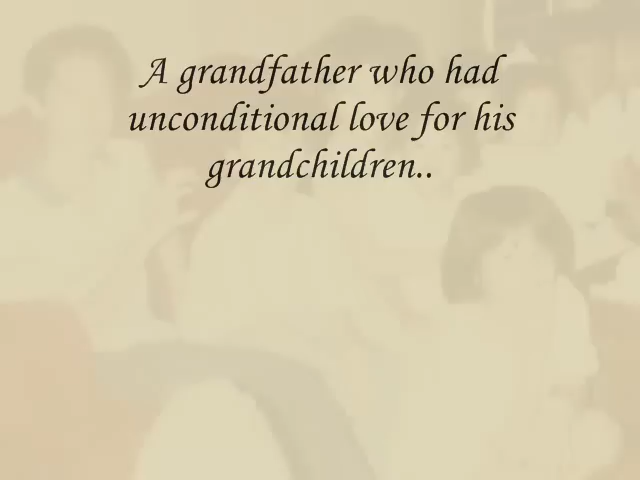 A grandfather who had
unconditional love for his
grandchildren..